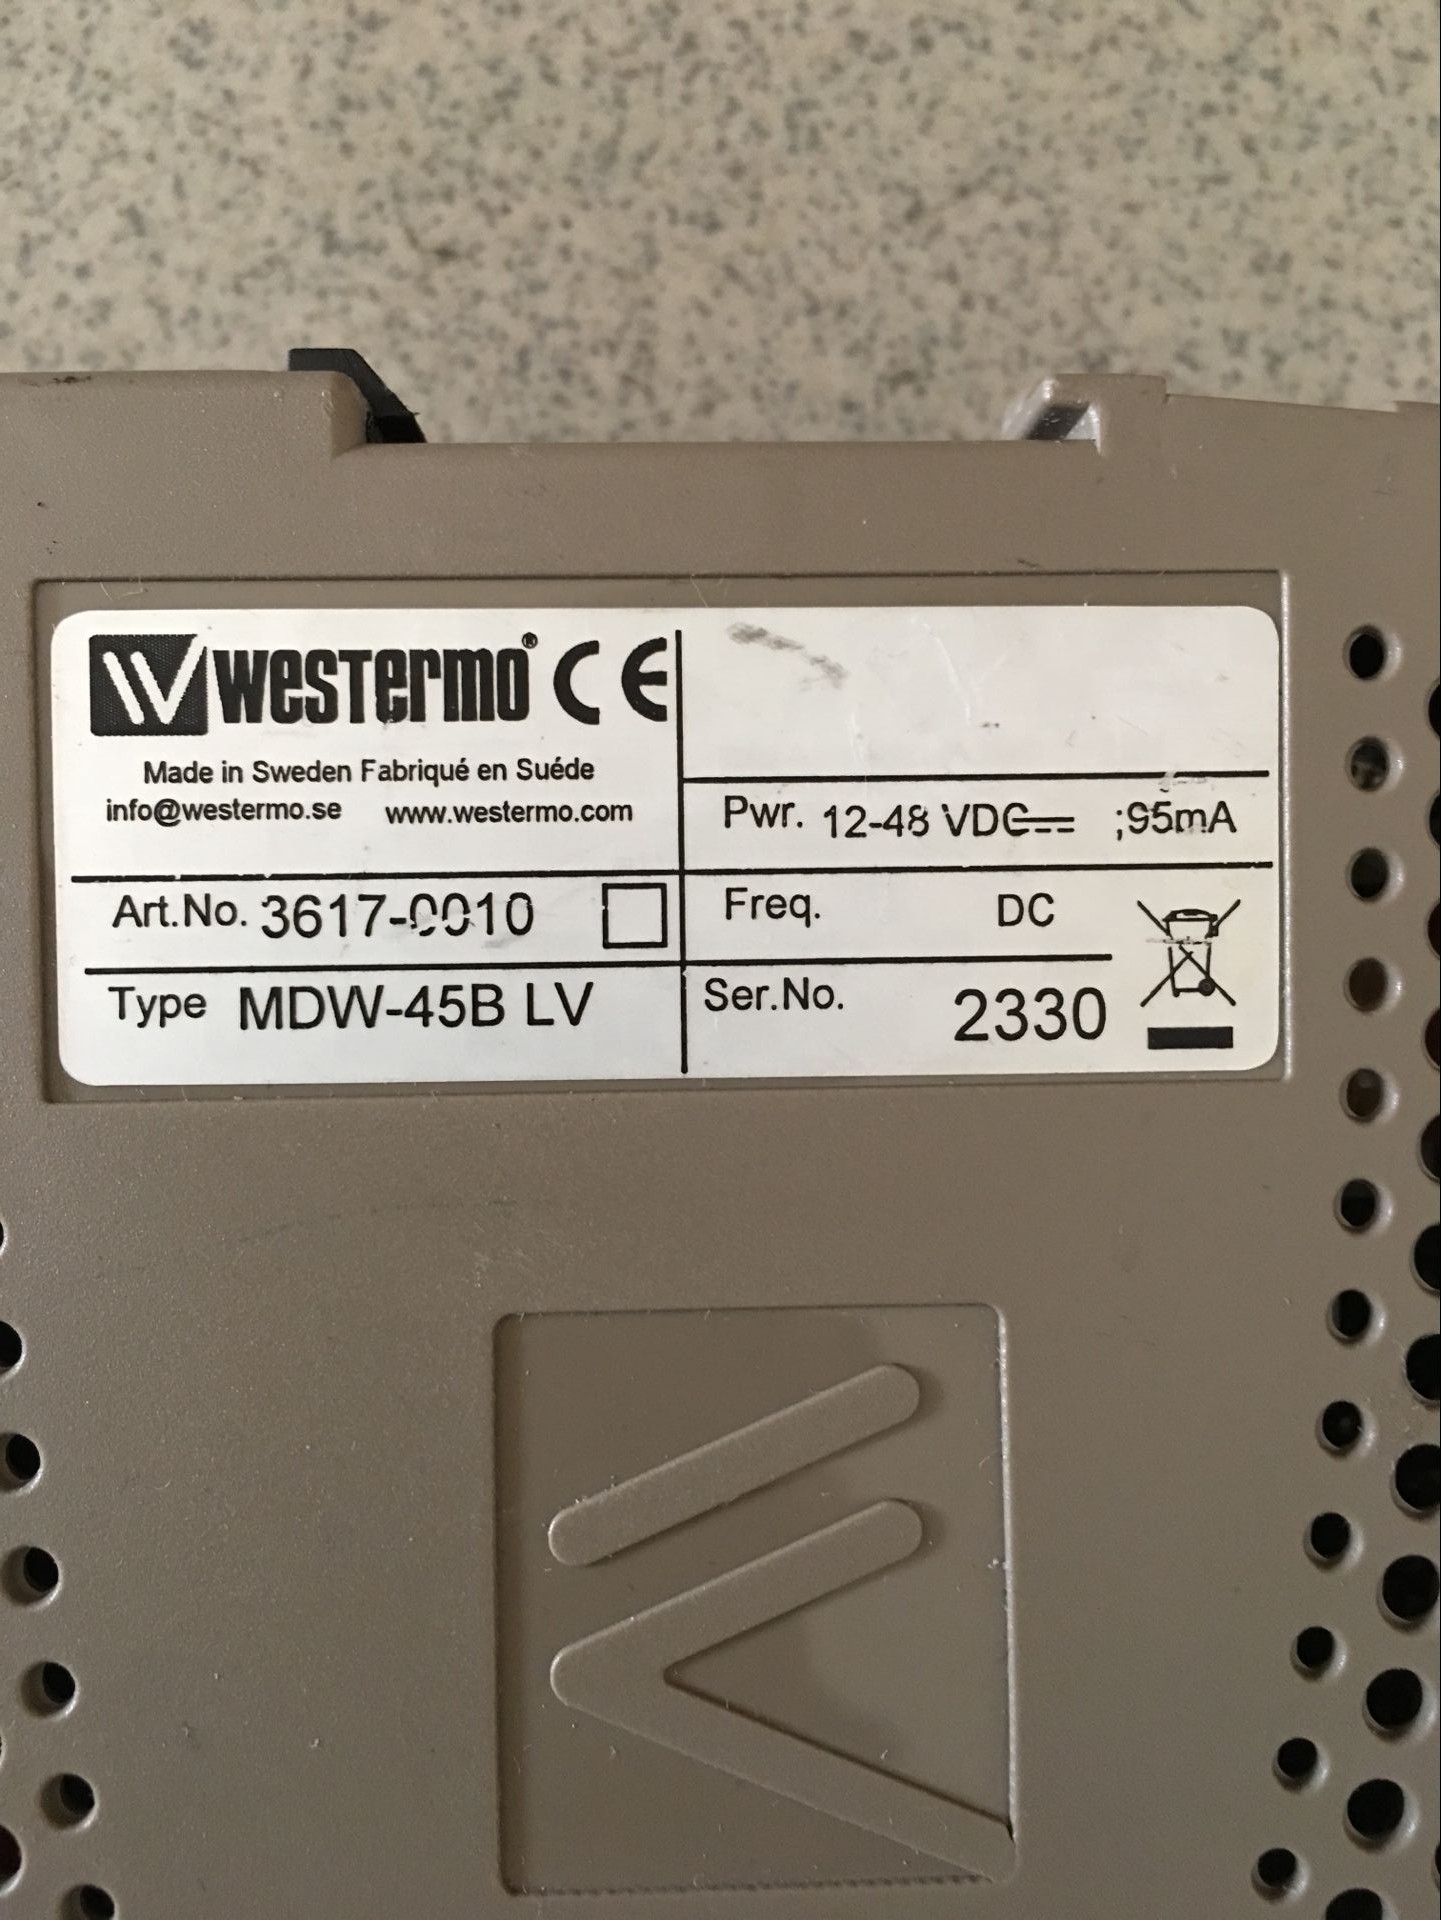 Westermo® CE
Made in Sweden Fabriqué en Suéde
info@westermo.se www.westermo.com
Pwr. 12-48 VDC ;95mA
Art.No. 3617-0010
Freq. DC
Type MDW-45B LV
Ser.No. 2330